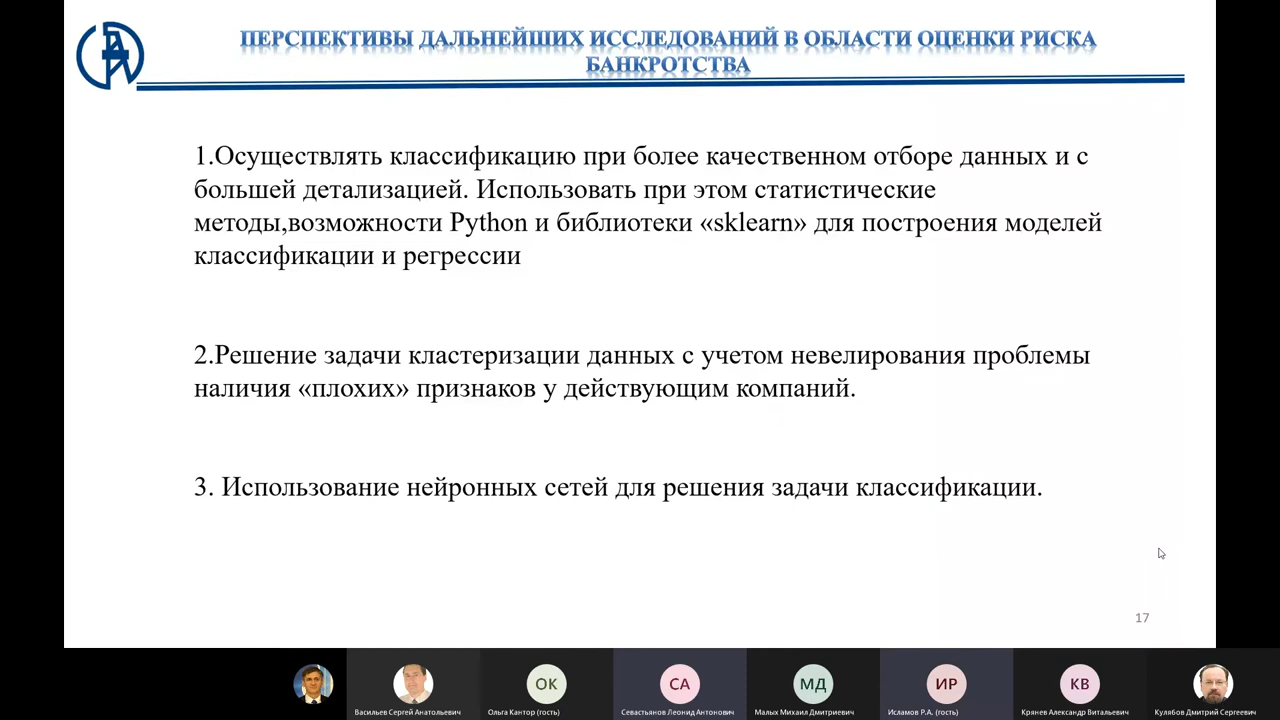 ПЕРСПЕКТИВЫ ДАЛЬНЕЙШИХ ИССЛЕДОВАНИЙ В ОБЛАСТИ ОЦЕНКИ РИСКА
БАНКРОТСТВА
1.Осуществлять классификацию при более качественном отборе данных и с
большей детализацией. Использовать при этом статистические
методы,возможности Python и библиотеки «sklearn» для построения моделей
классификации и регрессии
2.Решение задачи кластеризации данных с учетом невелирования проблемы
наличия «плохих» признаков у действующим компаний.
3. Использование нейронных сетей для решения задачи классификации.
17
ОК
СА
МД
ИР
КВ
Васильев Сергей Анатольевич
Ольга Кантор (гость)
Севастьянов Леонид Антонович
Малых Михаил Дмитриевич
Исламов Р.А. (гость)
Крянев Александр Витальевич
Кулябов Дмитрий Сергеевич